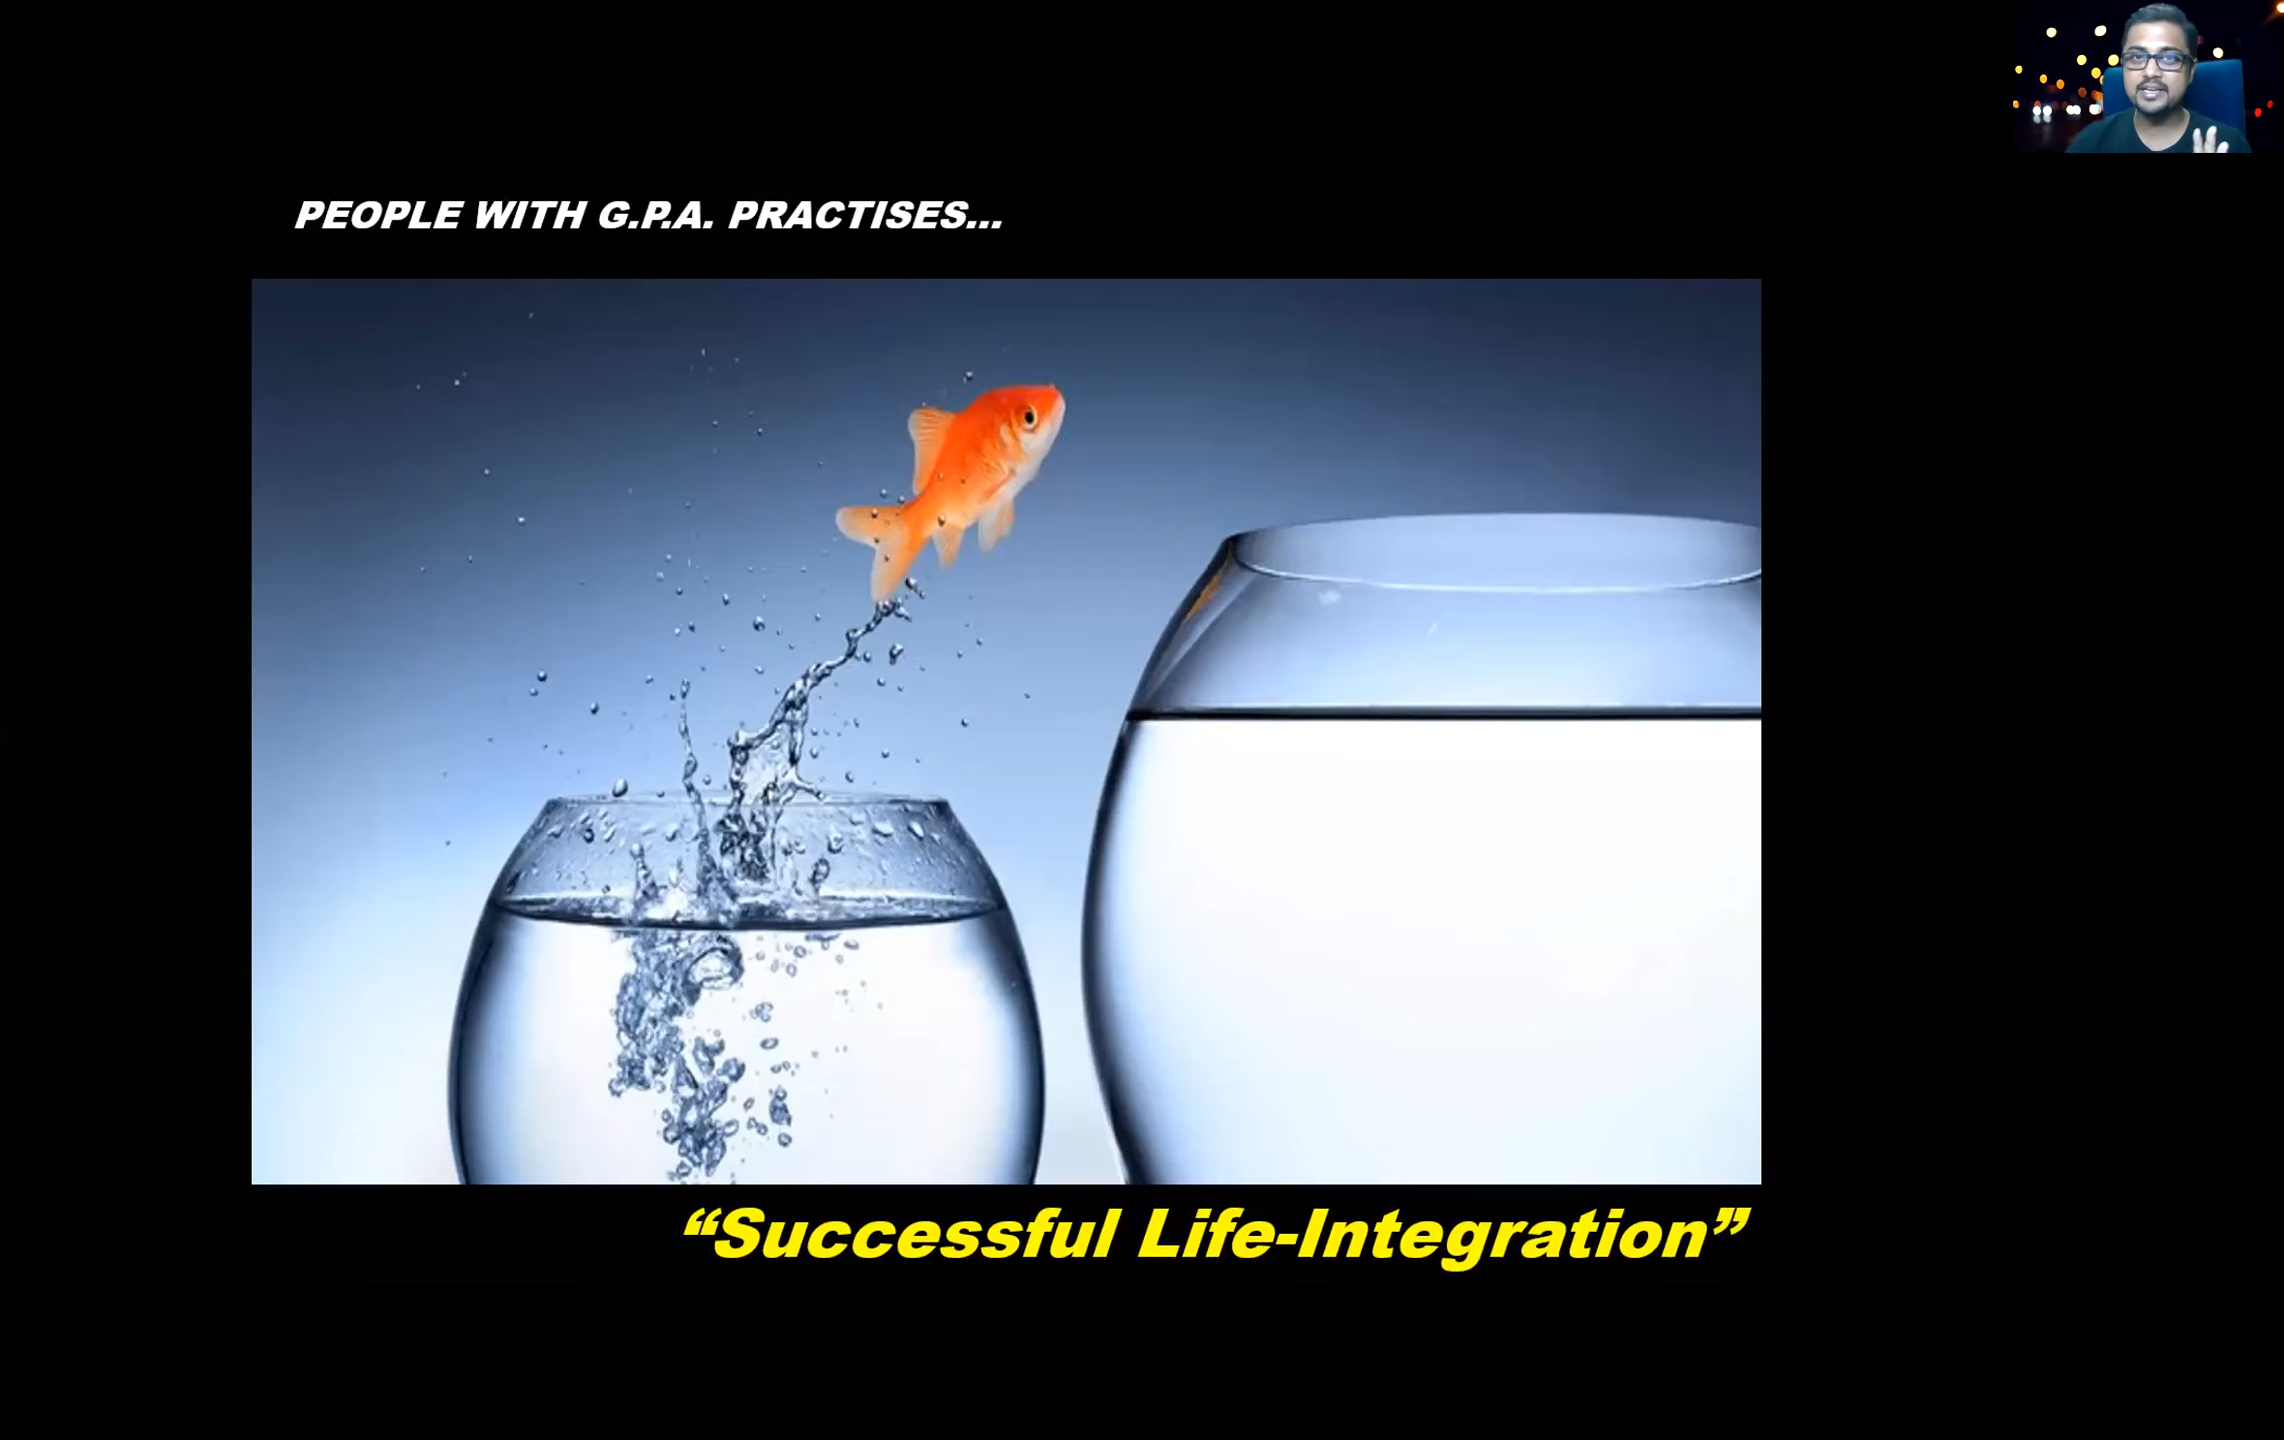 PEOPLE WITH G.P.A. PRACTISES...
“Successful Life-Integration”